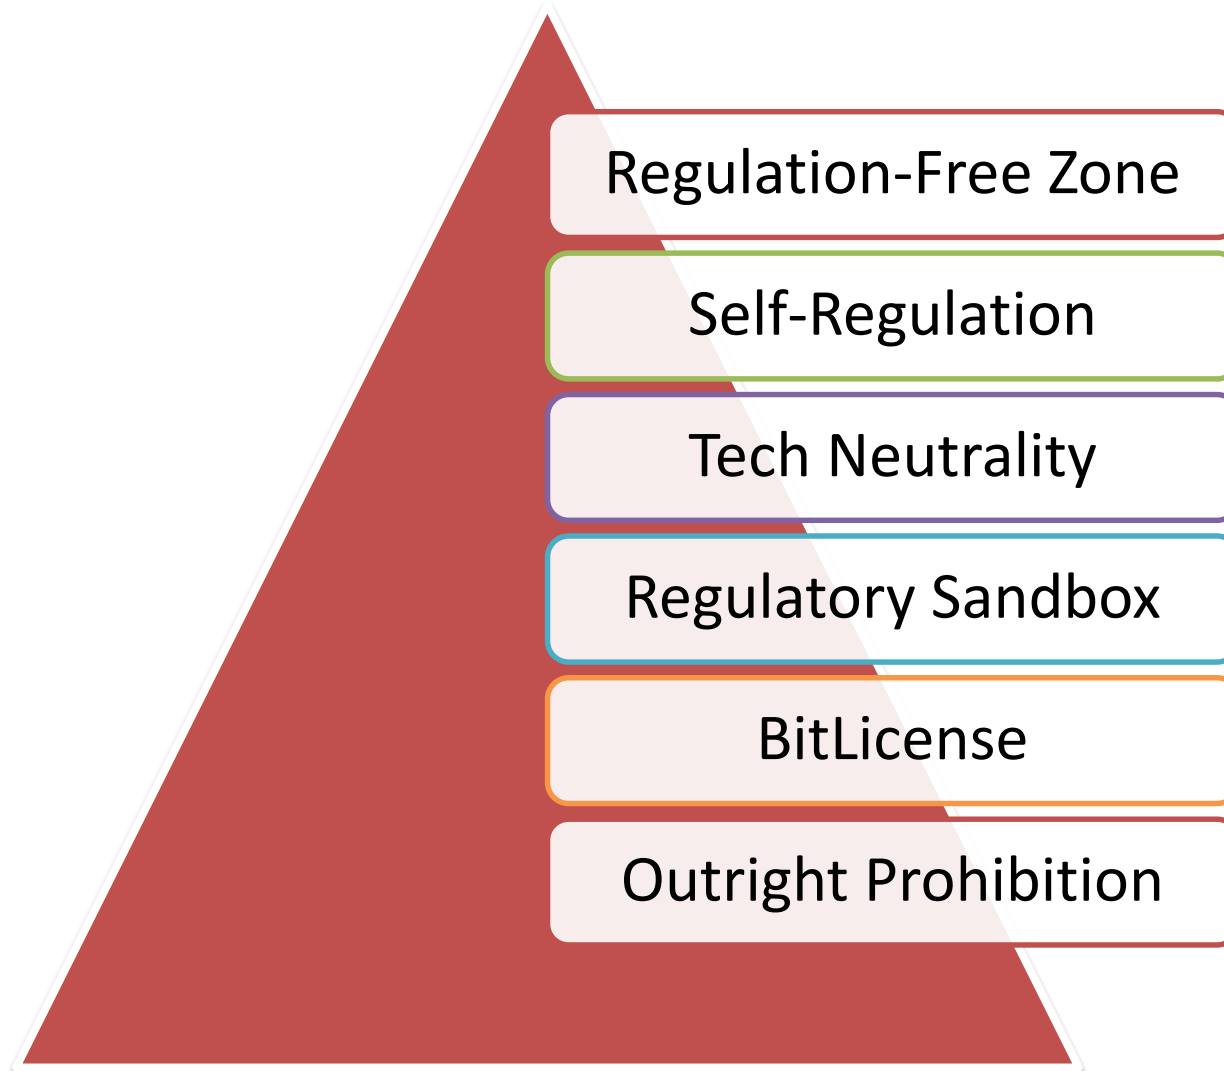 Regulation-Free Zone
Self-Regulation
Tech Neutrality
Regulatory Sandbox
BitLicense
Outright Prohibition